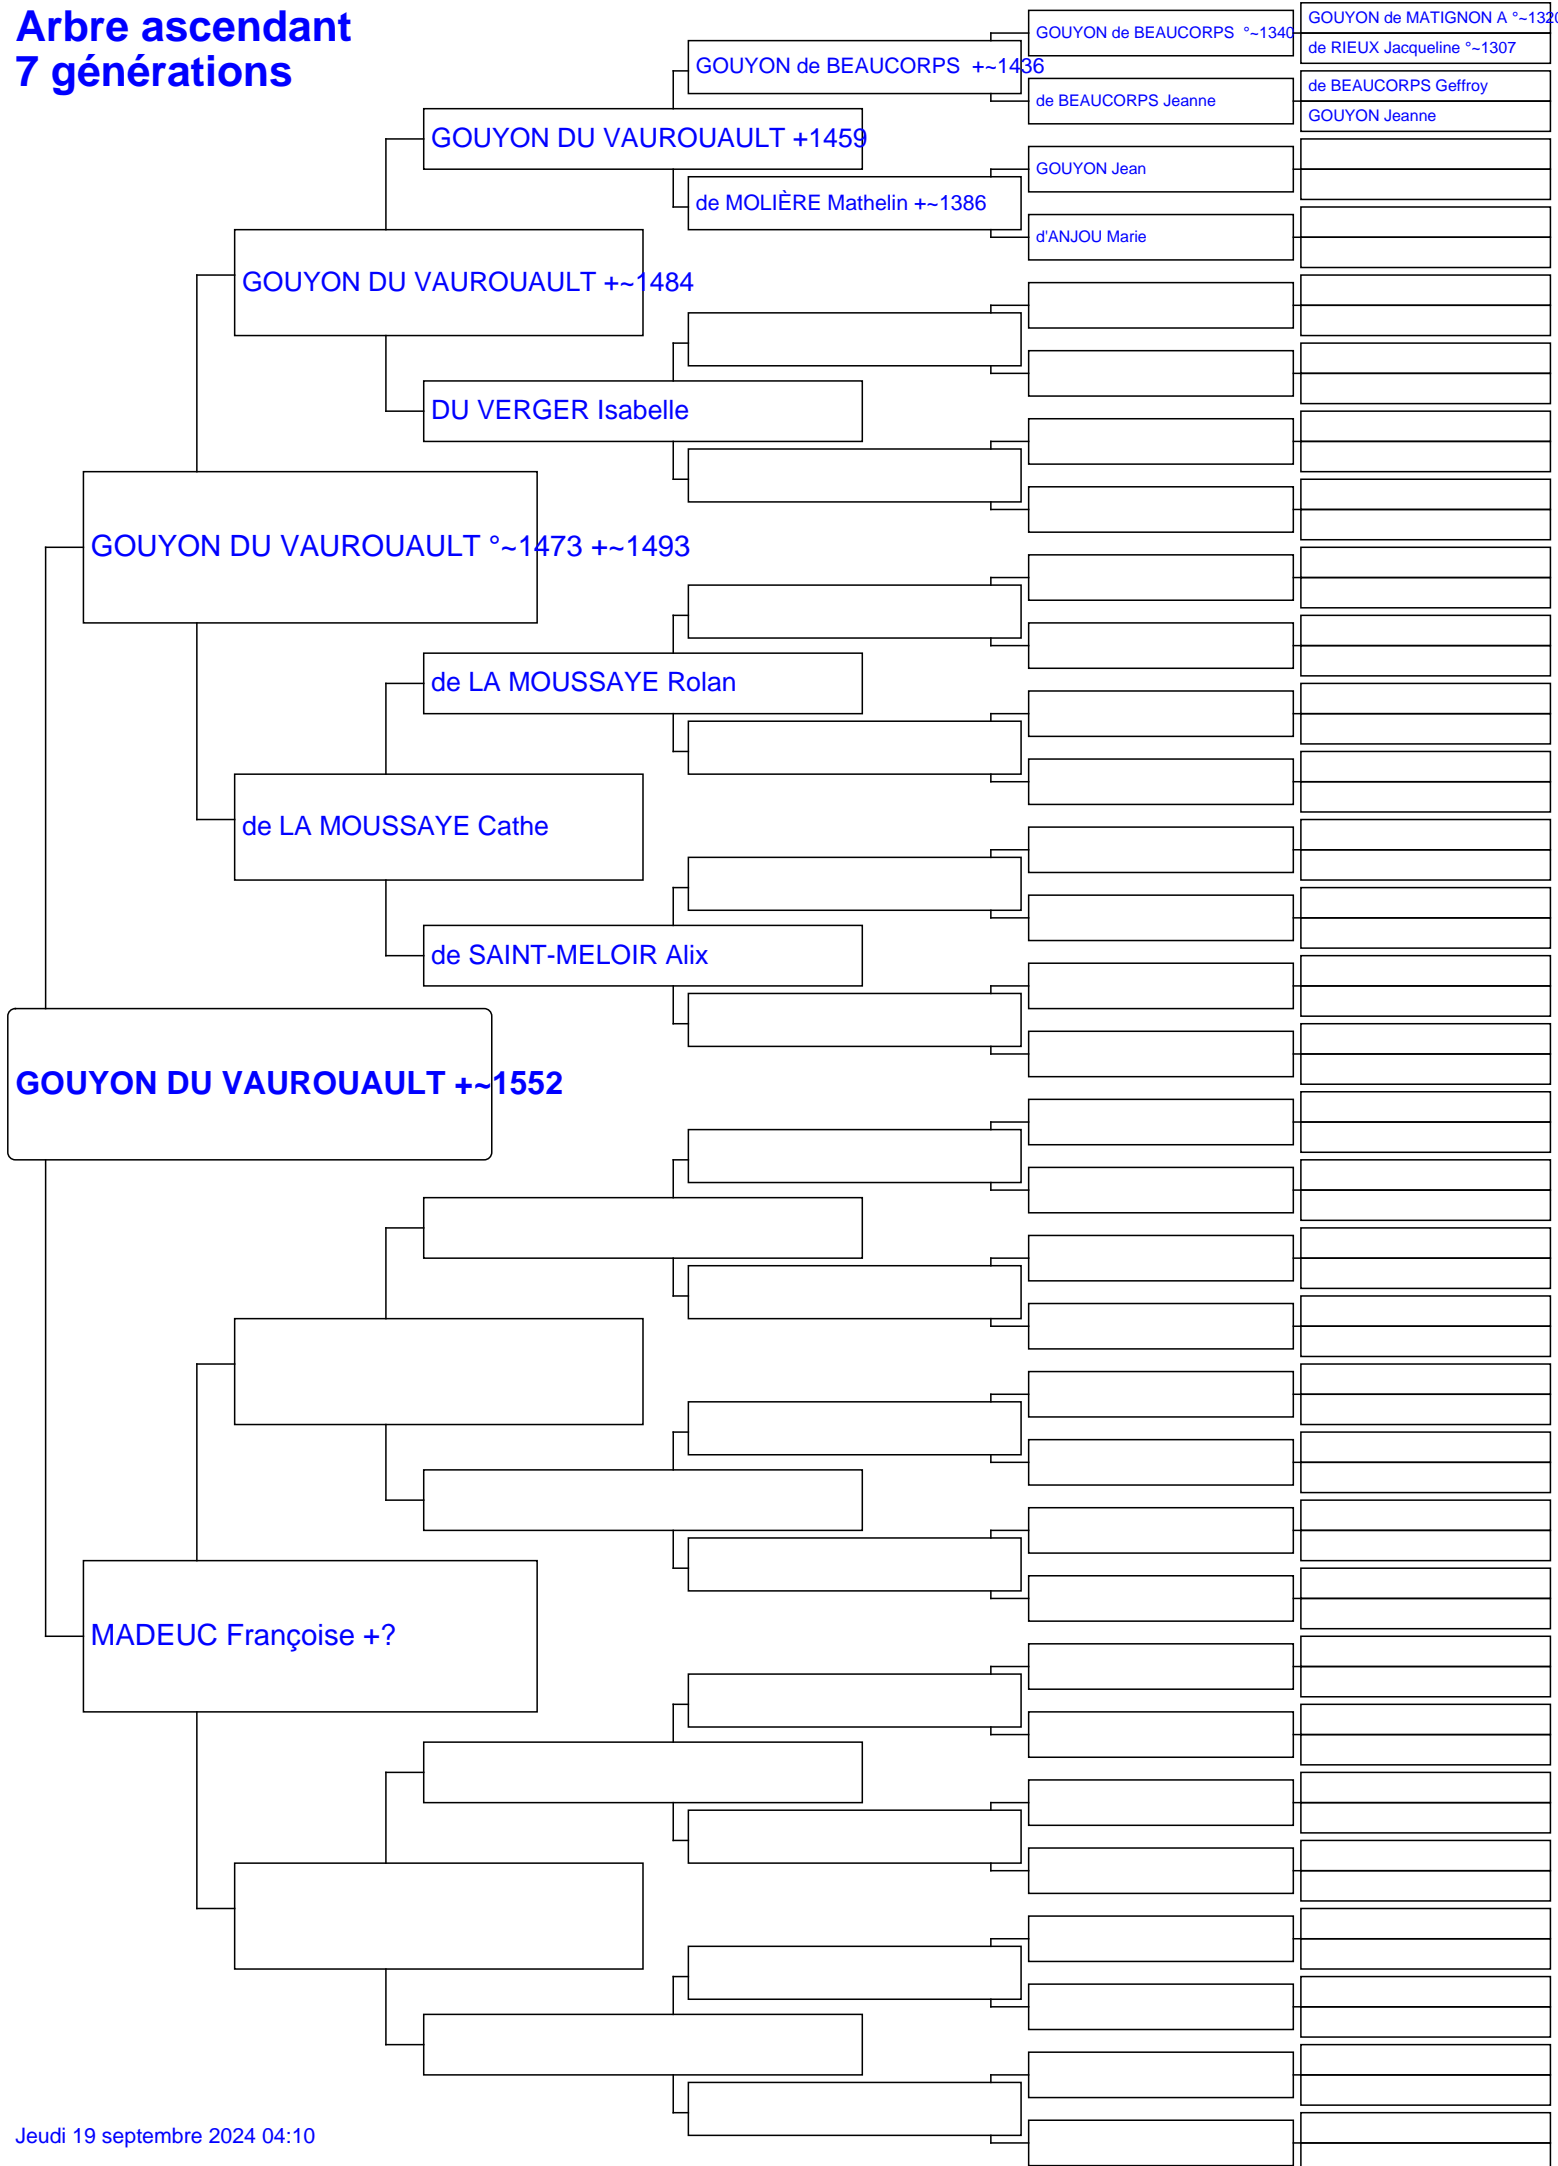 Arbre ascendant
7 générations
GOUYON de MATIGNON A °~1320
GOUYON de BEAUCORPS °~1340
de RIEUX Jacqueline °~1307
GOUYON de BEAUCORPS +~1436
de BEAUCORPS Geffroy
de BEAUCORPS Jeanne
GOUYON Jeanne
GOUYON DU VAUROUAULT +1459
GOUYON Jean
de MOLIÈRE Mathelin +~1386
d'ANJOU Marie
GOUYON DU VAUROUAULT +~1484
DU VERGER Isabelle
GOUYON DU VAUROUAULT °~1473 +~1493
de LA MOUSSAYE Rolan
de LA MOUSSAYE Cathe
de SAINT-MELOIR Alix
GOUYON DU VAUROUAULT +~1552
MADEUC Françoise +?
Jeudi 19 septembre 2024 04:10